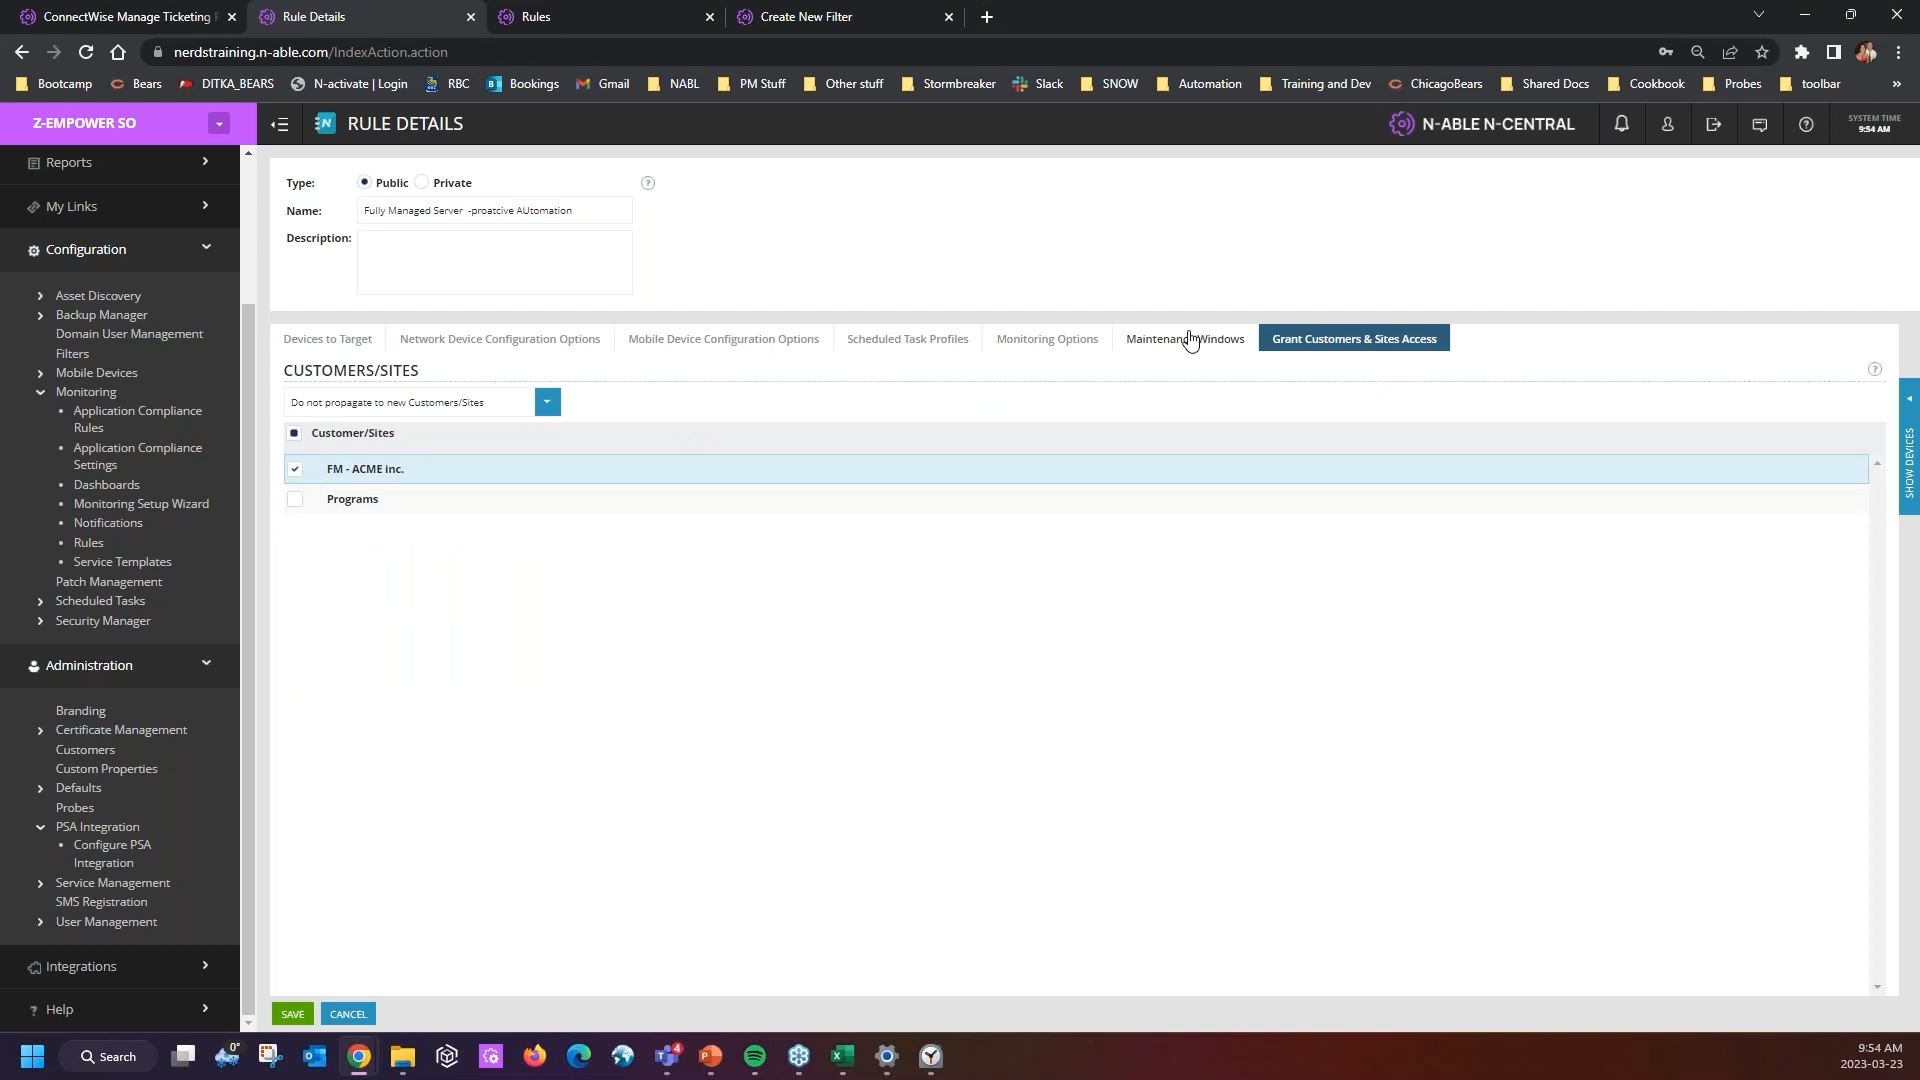 ConnectWise Manage Ticketing
Rule Details
Rules
Create New Filter
nerdstraining.n-able.com/IndexAction.action
Bootcamp
Bears
DITKA_BEARS
N-activate | Login
RBC
Bookings
Gmail
NABL
PM Stuff
Other stuff
Stormbreaker
Slack
SNOW
Automation
Training and Dev
ChicagoBears
Shared Docs
Cookbook
Probes
toolbar
»
Z-EMPOWER SO
RULE DETAILS
N-ABLE N-CENTRAL
SYSTEM TIME
9:54 AM
Reports
My Links
Configuration
Asset Discovery
Backup Manager
Domain User Management
Filters
Mobile Devices
Monitoring
Application Compliance
Rules
Application Compliance
Settings
Dashboards
Monitoring Setup Wizard
Notifications
Rules
Service Templates
Patch Management
Scheduled Tasks
Security Manager
Administration
Branding
Certificate Management
Customers
Custom Properties
Defaults
Probes
PSA Integration
Configure PSA
Integration
Service Management
SMS Registration
User Management
Integrations
? Help
Type: Public Private ?
Name: Fully Managed Server -proatcive AUtomation
Description:
Devices to Target
Network Device Configuration Options
Mobile Device Configuration Options
Scheduled Task Profiles
Monitoring Options
Maintenance Windows
Grant Customers & Sites Access
CUSTOMERS/SITES
?
Do not propagate to new Customers/Sites
Customer/Sites
FM - ACME inc.
Programs
SHOW DEVICES
SAVE
CANCEL
Search
0°
4
9:54 AM
2023-03-23